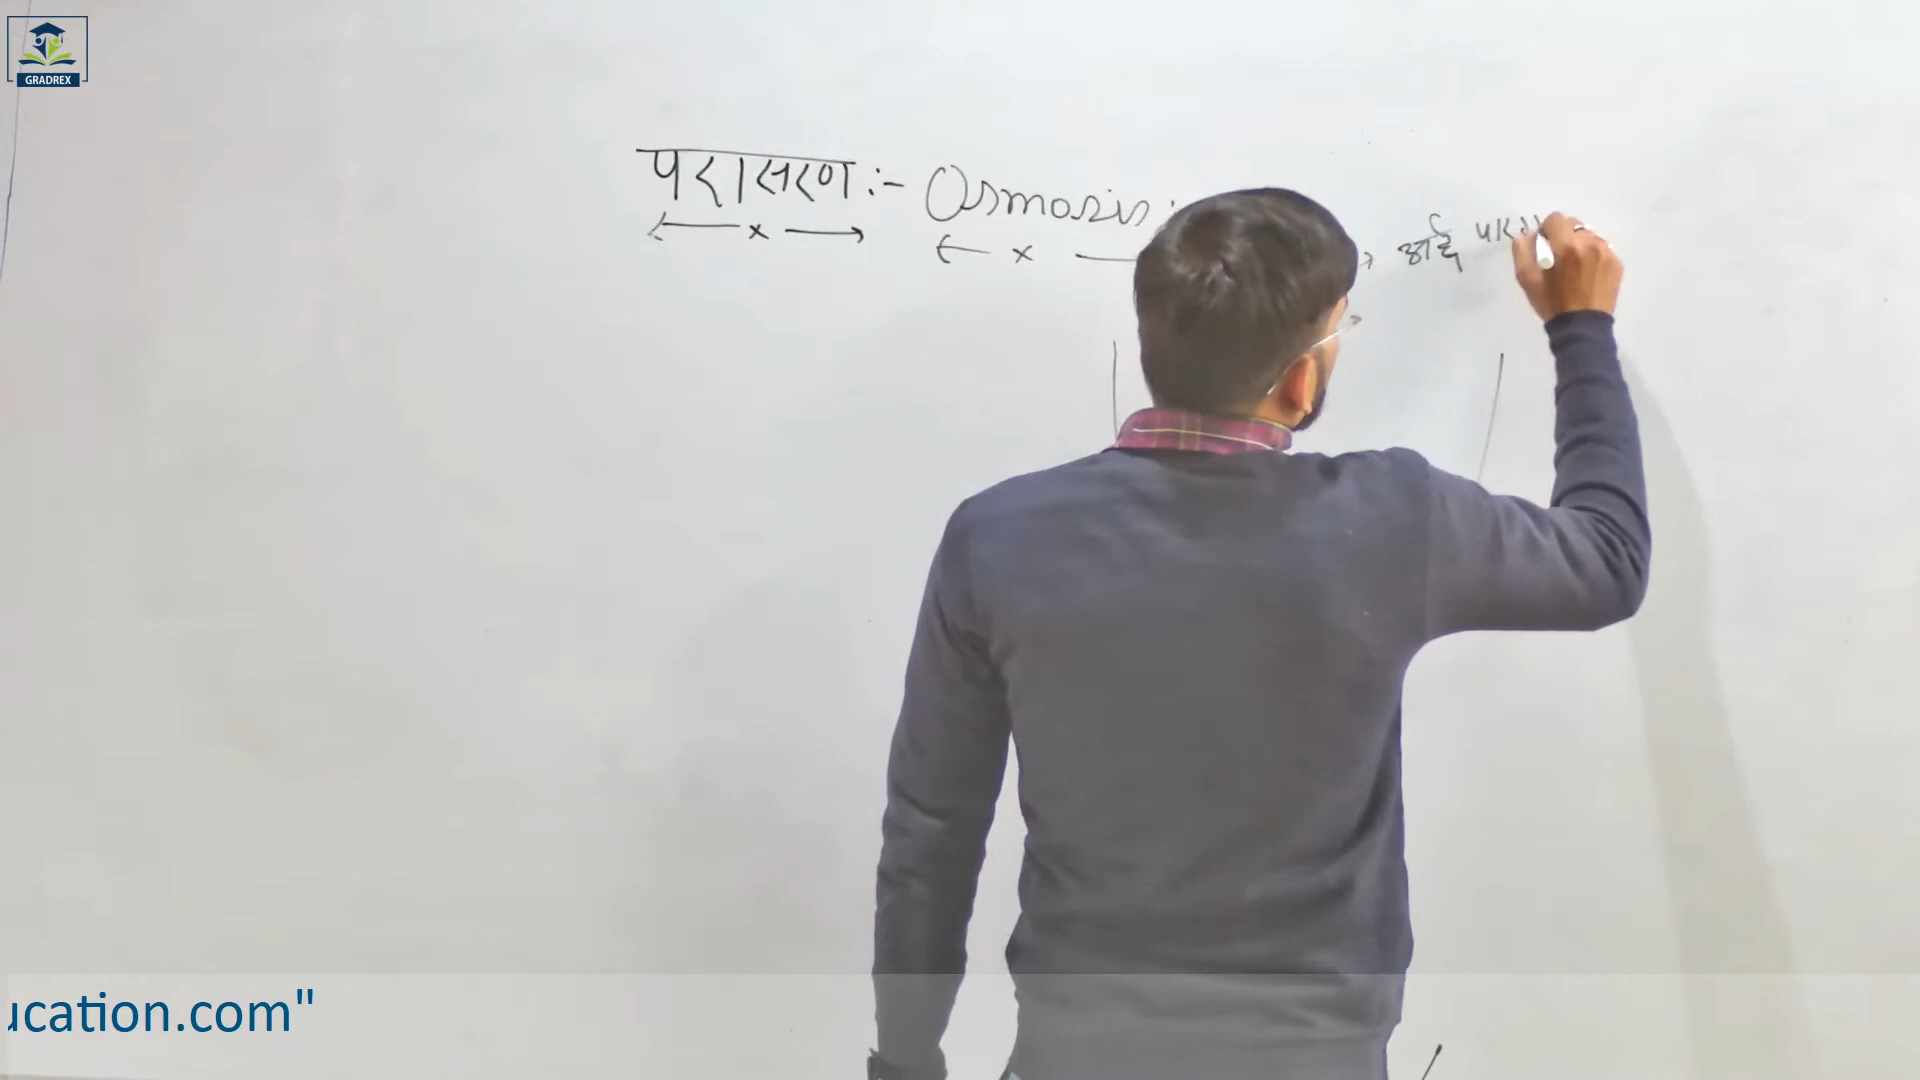 GRADREX
परासरण :- Osmosis :
अर्द्ध
ucation.com"